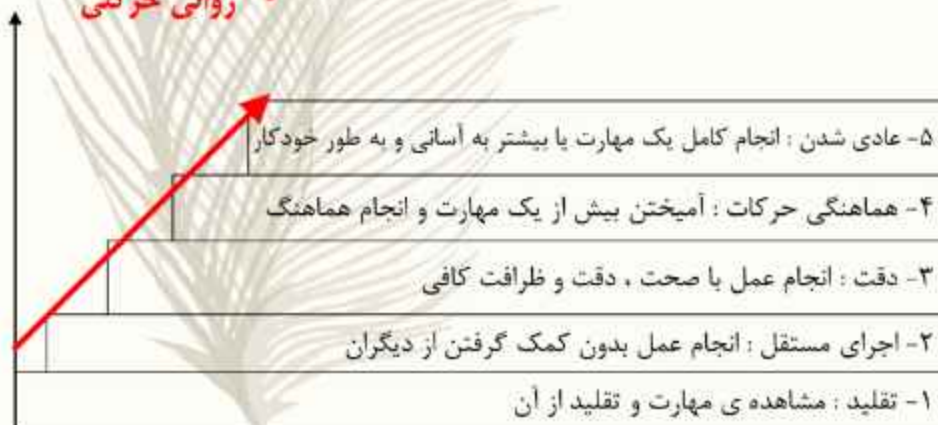 روانی حرکتی
۵- عادی شدن : انجام کامل یک مهارت یا بیشتر به آسانی و به طور خودکار
۴- هماهنگی حرکات : آمیختن بیش از یک مهارت و انجام هماهنگ
۳- دقت : انجام عمل با صحت ، دقت و ظرافت کافی
۲- اجرای مستقل : انجام عمل بدون کمک گرفتن از دیگران
۱- تقلید : مشاهده ی مهارت و تقلید از آن